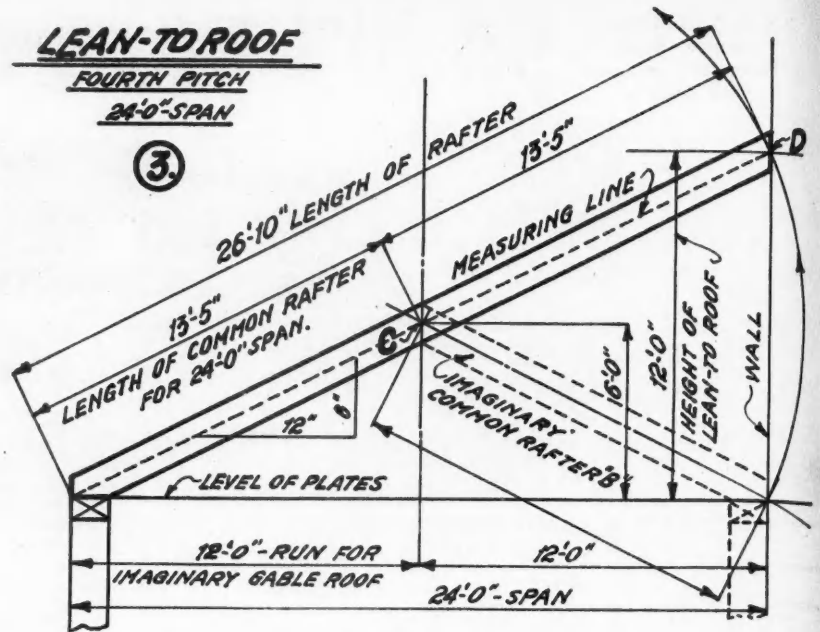 LEAN-TO ROOF
FOURTH PITCH
24'-0" SPAN
3.
26'-10" LENGTH OF RAFTER
13'-5"
13'-5"
LENGTH OF COMMON RAFTER
FOR 24'-0" SPAN.
MEASURING LINE
D
C
12"
6"
IMAGINARY
COMMON RAFTER "B"
6'-0"
12'-0"
HEIGHT OF
LEAN-TO ROOF
WALL
LEVEL OF PLATES
12'-0"-RUN FOR
IMAGINARY GABLE ROOF
12'-0"
24'-0"-SPAN